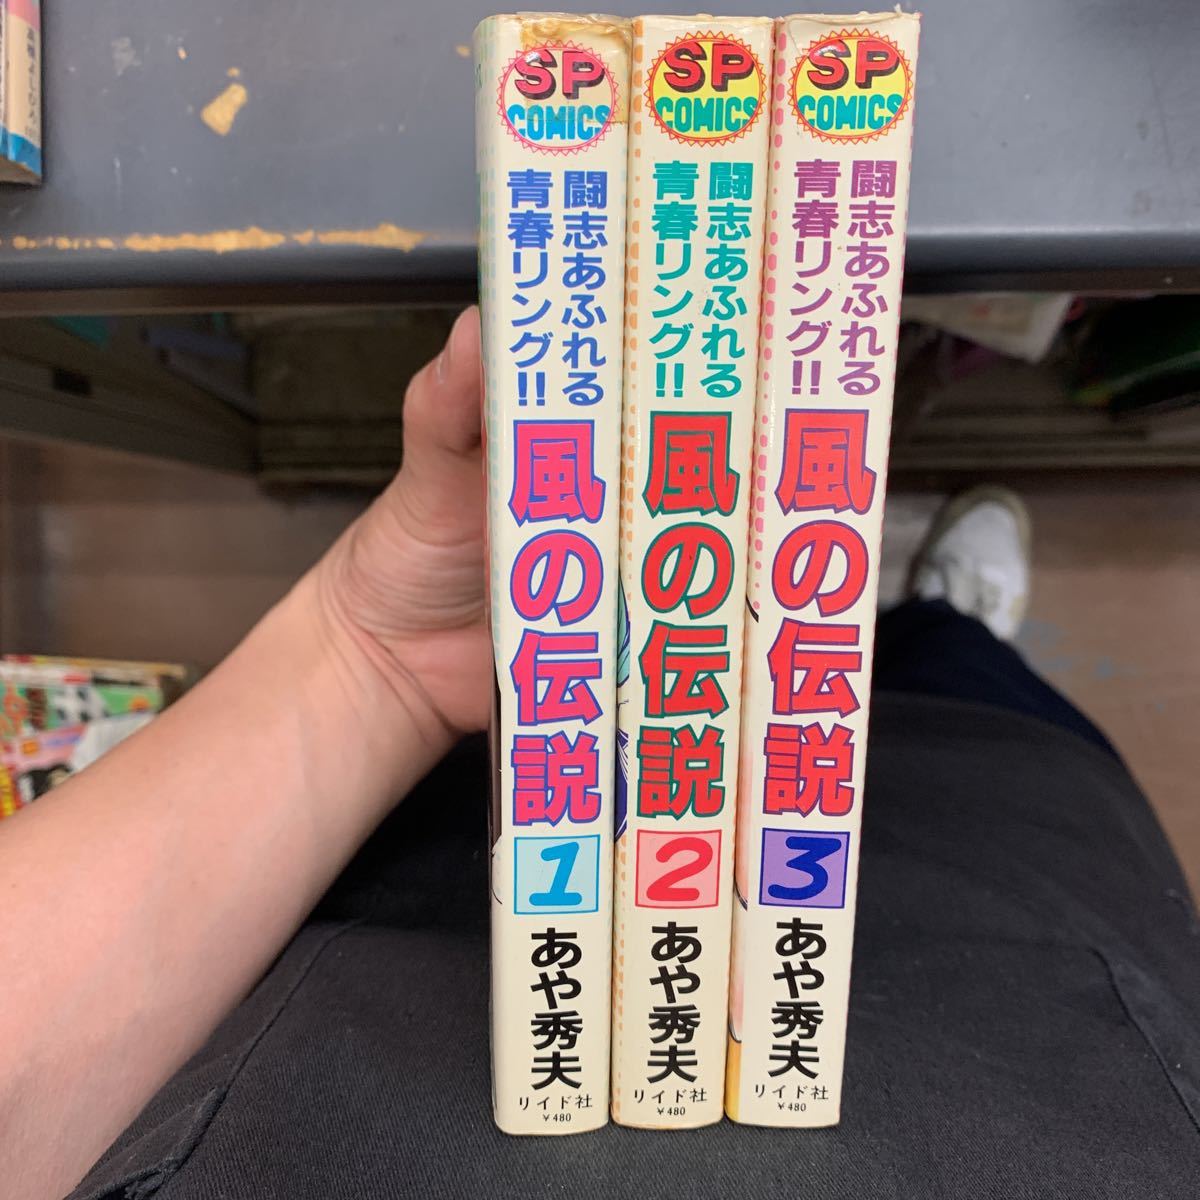 SP
COMICS
闘志あふれる
青春リング!!
風の伝説
1
あや秀夫
リイド社
¥480
SP
COMICS
闘志あふれる
青春リング!!
風の伝説
2
あや秀夫
リイド社
¥480
SP
COMICS
闘志あふれる
青春リング!!
風の伝説
3
あや秀夫
リイド社
¥480